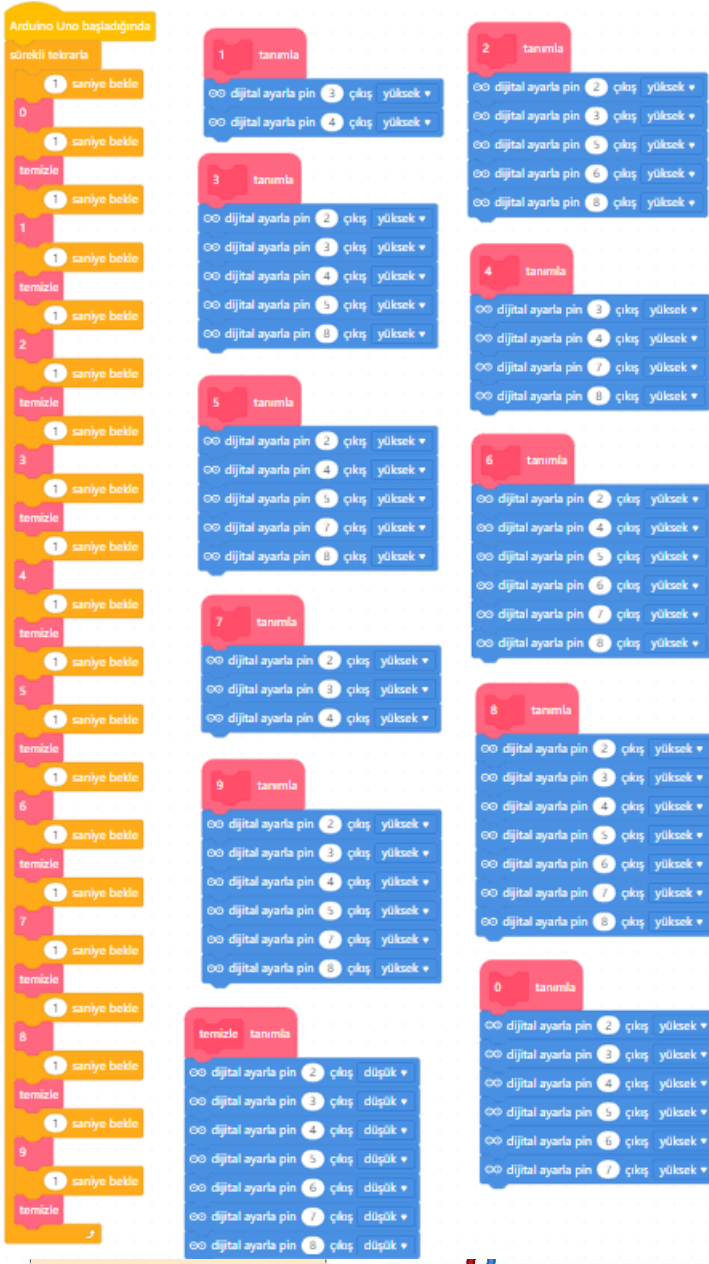 Arduino Uno başladığında
sürekli tekrarla
1 saniye bekle
0
1 saniye bekle
temizle
1 saniye bekle
1
1 saniye bekle
temizle
1 saniye bekle
2
1 saniye bekle
temizle
1 saniye bekle
3
1 saniye bekle
temizle
1 saniye bekle
4
1 saniye bekle
temizle
1 saniye bekle
5
1 saniye bekle
temizle
1 saniye bekle
6
1 saniye bekle
temizle
1 saniye bekle
7
1 saniye bekle
temizle
1 saniye bekle
8
1 saniye bekle
temizle
1 saniye bekle
9
1 saniye bekle
temizle
1 tanımla
dijital ayarla pin 3 çıkış yüksek
dijital ayarla pin 4 çıkış yüksek
3 tanımla
dijital ayarla pin 2 çıkış yüksek
dijital ayarla pin 3 çıkış yüksek
dijital ayarla pin 4 çıkış yüksek
dijital ayarla pin 5 çıkış yüksek
dijital ayarla pin 8 çıkış yüksek
5 tanımla
dijital ayarla pin 2 çıkış yüksek
dijital ayarla pin 4 çıkış yüksek
dijital ayarla pin 5 çıkış yüksek
dijital ayarla pin 7 çıkış yüksek
dijital ayarla pin 8 çıkış yüksek
7 tanımla
dijital ayarla pin 2 çıkış yüksek
dijital ayarla pin 3 çıkış yüksek
dijital ayarla pin 4 çıkış yüksek
9 tanımla
dijital ayarla pin 2 çıkış yüksek
dijital ayarla pin 3 çıkış yüksek
dijital ayarla pin 4 çıkış yüksek
dijital ayarla pin 5 çıkış yüksek
dijital ayarla pin 7 çıkış yüksek
dijital ayarla pin 8 çıkış yüksek
temizle tanımla
dijital ayarla pin 2 çıkış düşük
dijital ayarla pin 3 çıkış düşük
dijital ayarla pin 4 çıkış düşük
dijital ayarla pin 5 çıkış düşük
dijital ayarla pin 6 çıkış düşük
dijital ayarla pin 7 çıkış düşük
dijital ayarla pin 8 çıkış düşük
2 tanımla
dijital ayarla pin 2 çıkış yüksek
dijital ayarla pin 3 çıkış yüksek
dijital ayarla pin 5 çıkış yüksek
dijital ayarla pin 6 çıkış yüksek
dijital ayarla pin 8 çıkış yüksek
4 tanımla
dijital ayarla pin 3 çıkış yüksek
dijital ayarla pin 4 çıkış yüksek
dijital ayarla pin 7 çıkış yüksek
dijital ayarla pin 8 çıkış yüksek
6 tanımla
dijital ayarla pin 2 çıkış yüksek
dijital ayarla pin 4 çıkış yüksek
dijital ayarla pin 5 çıkış yüksek
dijital ayarla pin 6 çıkış yüksek
dijital ayarla pin 7 çıkış yüksek
dijital ayarla pin 8 çıkış yüksek
8 tanımla
dijital ayarla pin 2 çıkış yüksek
dijital ayarla pin 3 çıkış yüksek
dijital ayarla pin 4 çıkış yüksek
dijital ayarla pin 5 çıkış yüksek
dijital ayarla pin 6 çıkış yüksek
dijital ayarla pin 7 çıkış yüksek
dijital ayarla pin 8 çıkış yüksek
0 tanımla
dijital ayarla pin 2 çıkış yüksek
dijital ayarla pin 3 çıkış yüksek
dijital ayarla pin 4 çıkış yüksek
dijital ayarla pin 5 çıkış yüksek
dijital ayarla pin 6 çıkış yüksek
dijital ayarla pin 7 çıkış yüksek